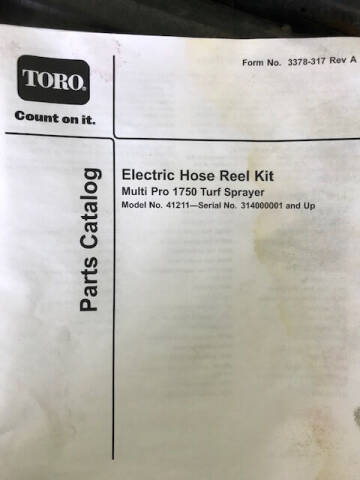 Form No. 3378-317 Rev A
TORO®
Count on it.
Parts Catalog
Electric Hose Reel Kit
Multi Pro 1750 Turf Sprayer
Model No. 41211—Serial No. 314000001 and Up